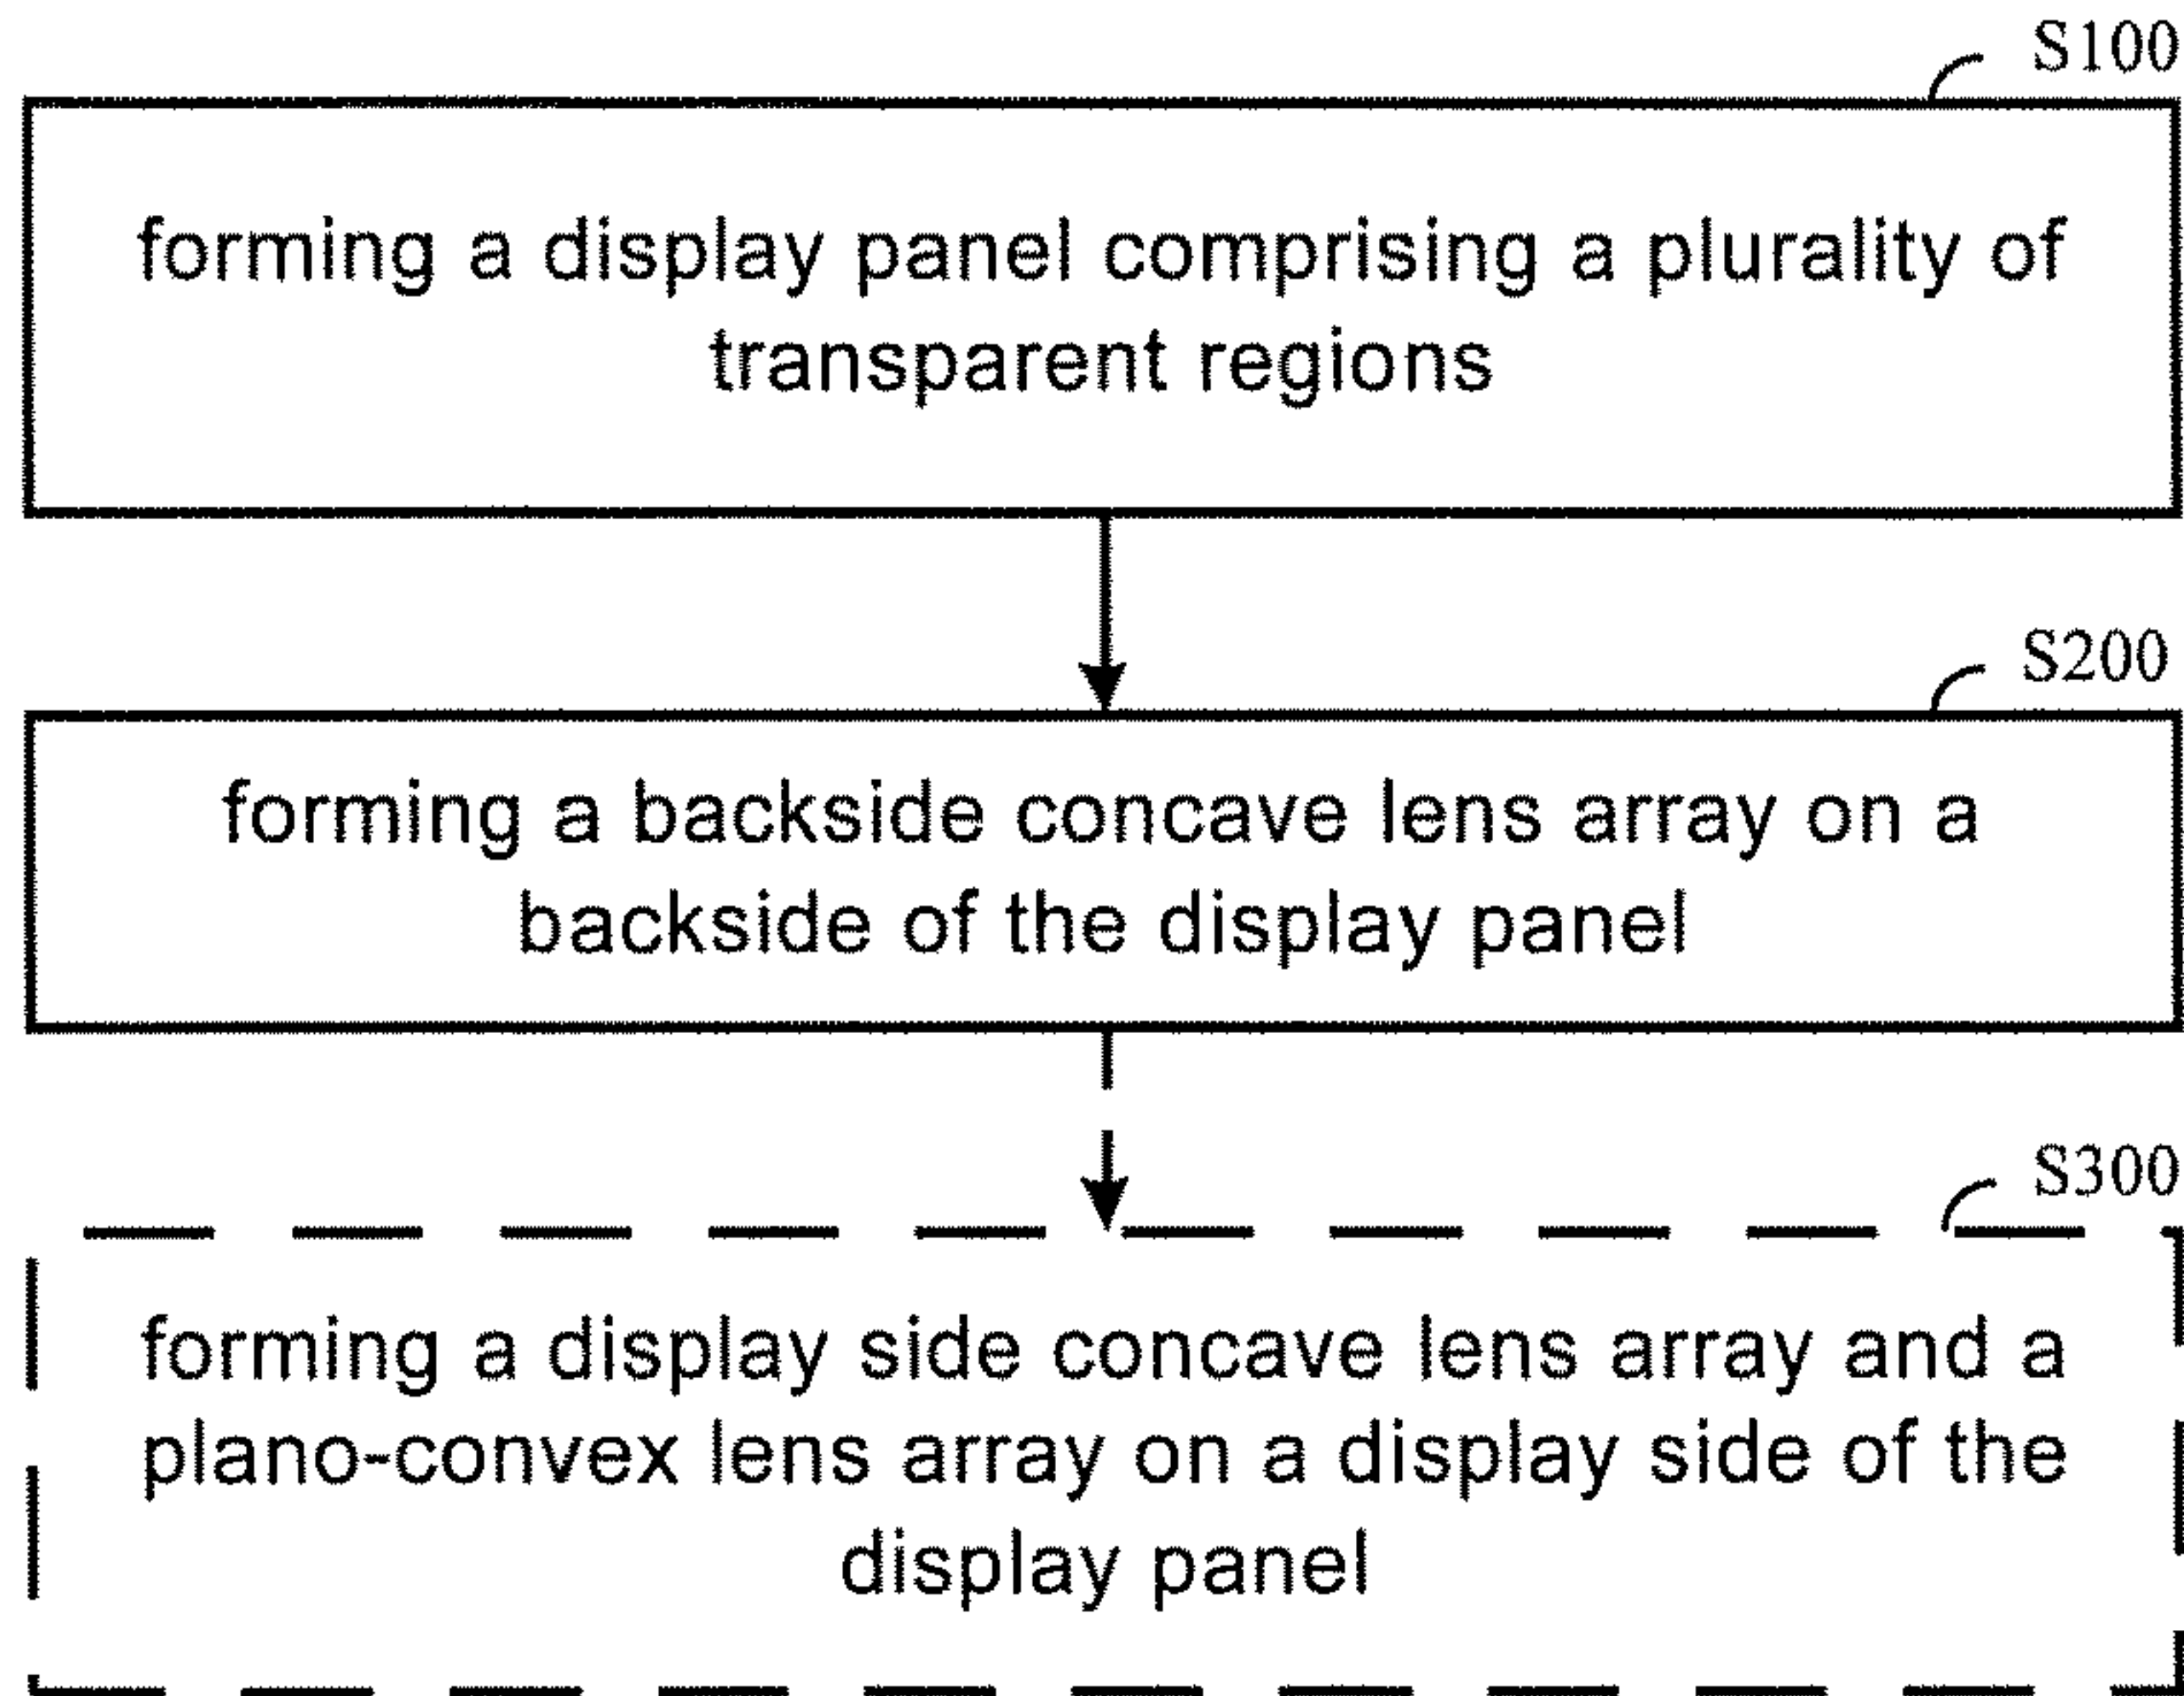 S100
forming a display panel comprising a plurality of
transparent regions
S200
forming a backside concave lens array on a
backside of the display panel
S300
forming a display side concave lens array and a
plano-convex lens array on a display side of the
display panel